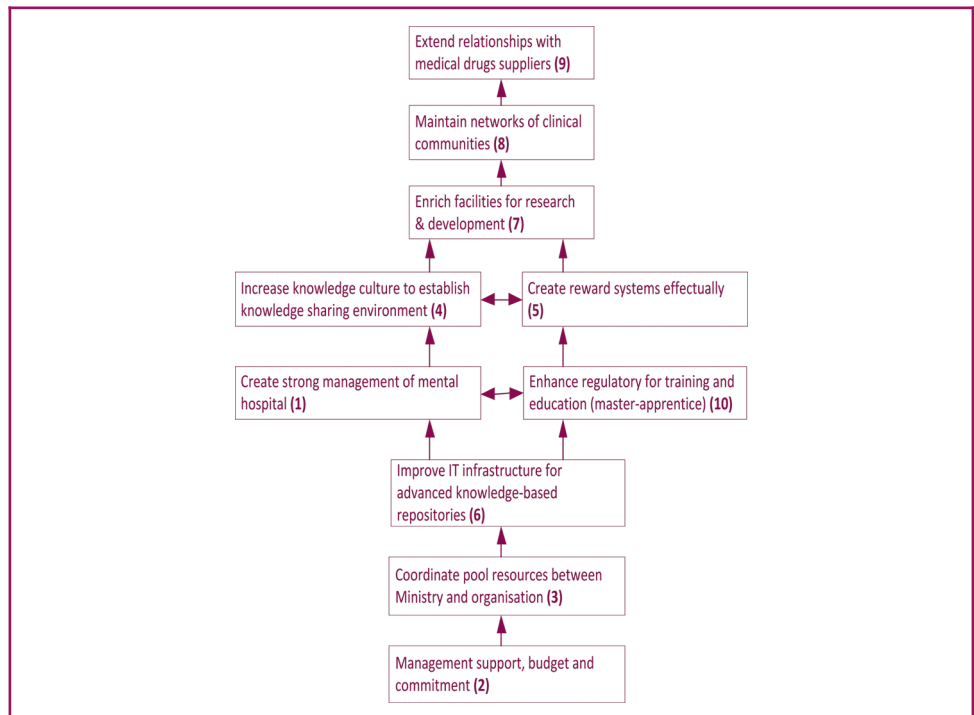 Extend relationships with
medical drugs suppliers (9)
Maintain networks of clinical
communities (8)
Enrich facilities for research
& development (7)
Increase knowledge culture to establish
knowledge sharing environment (4)
Create reward systems effectually
(5)
Create strong management of mental
hospital (1)
Enhance regulatory for training and
education (master-apprentice) (10)
Improve IT infrastructure for
advanced knowledge-based
repositories (6)
Coordinate pool resources between
Ministry and organisation (3)
Management support, budget and
commitment (2)